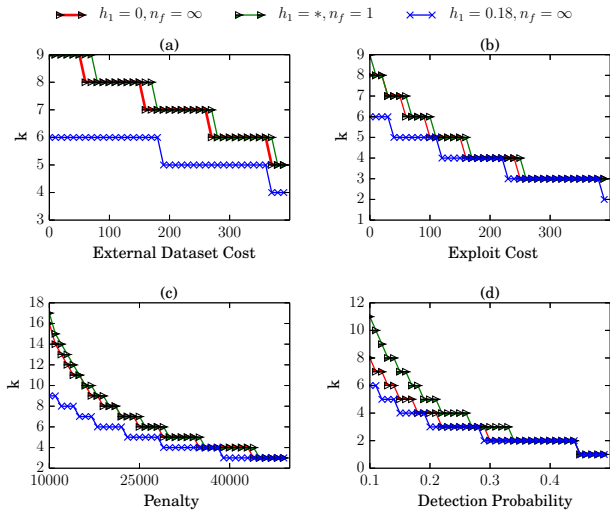 h₁ = 0, n_f = ∞ h₁ = *, n_f = 1 h₁ = 0.18, n_f = ∞
(a)
9
8
7
6
5
4
3
k
0 100 200 300
External Dataset Cost
(b)
9
8
7
6
5
4
3
2
1
k
0 100 200 300
Exploit Cost
(c)
18
16
14
12
10
8
6
4
2
k
10000 25000 40000
Penalty
(d)
12
10
8
6
4
2
0
k
0.1 0.2 0.3 0.4
Detection Probability